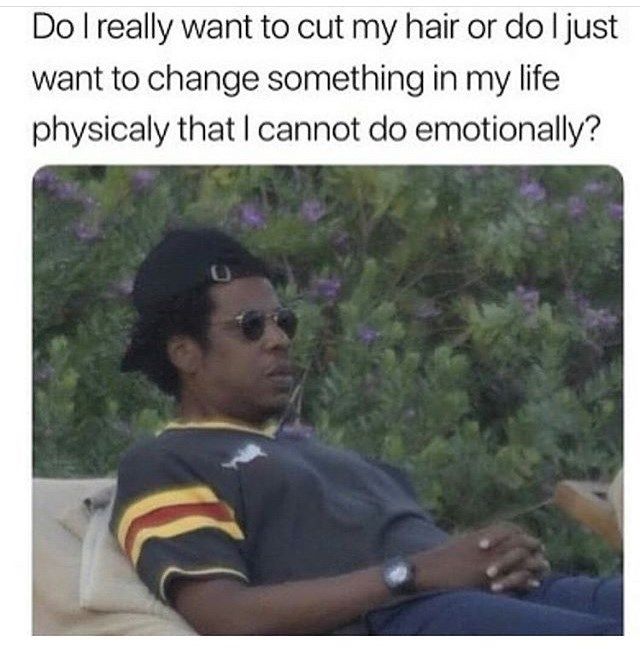 Do I really want to cut my hair or do I just
want to change something in my life
physicaly that I cannot do emotionally?